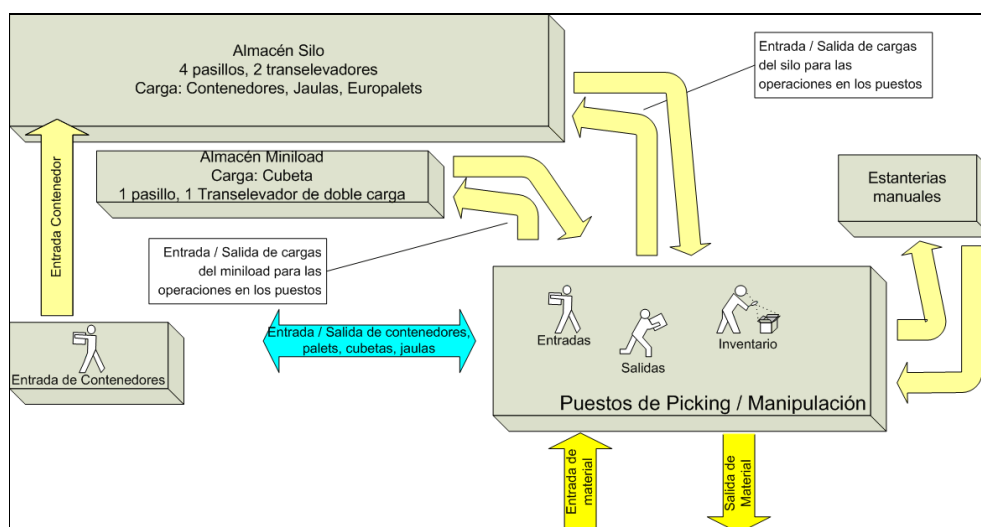 Almacén Silo
4 pasillos, 2 transelevadores
Carga: Contenedores, Jaulas, Europalets
Entrada / Salida de cargas
del silo para las
operaciones en los puestos
Almacén Miniload
Carga: Cubeta
1 pasillo, 1 Transelevador de doble carga
Estanterias
manuales
Entrada Contenedor
Entrada / Salida de cargas
del miniload para las
operaciones en los puestos
Entrada de Contenedores
Entrada / Salida de contenedores,
palets, cubetas, jaulas
Entradas
Salidas
Inventario
Puestos de Picking / Manipulación
Entrada de
material
Salida de
Material